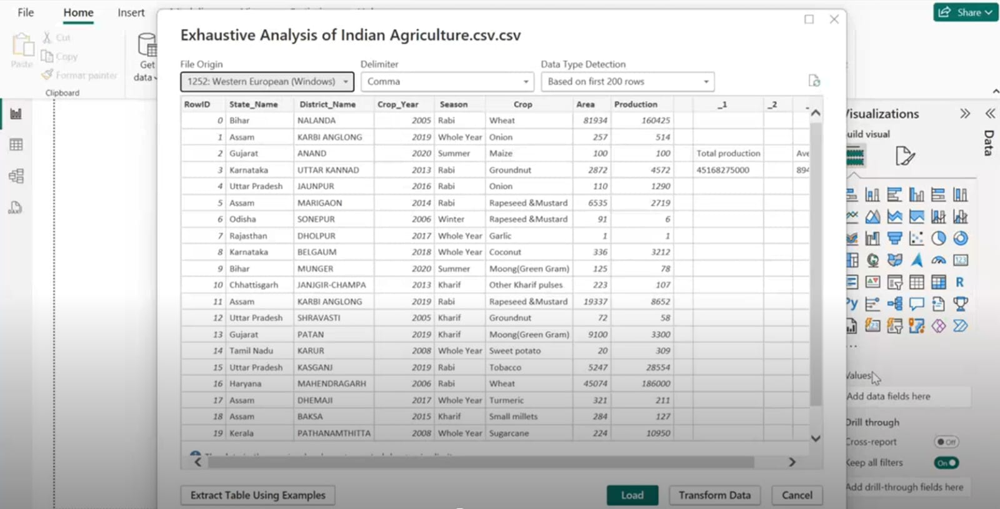 File Home Insert Share
Exhaustive Analysis of Indian Agriculture.csv.csv
Cut
Copy
Paste
Format painter
Get
data
Clipboard
File Origin Delimiter Data Type Detection
1252: Western European (Windows) Comma Based on first 200 rows
RowID State_Name District_Name Crop_Year Season Crop Area Production _1 _2
0 Bihar NALANDA 2005 Rabi Wheat 81934 160425
1 Assam KARBI ANGLONG 2019 Whole Year Onion 257 514
2 Gujarat ANAND 2020 Summer Maize 100 100 Total production Ave
3 Karnataka UTTAR KANNAD 2013 Rabi Groundnut 2872 4572 45168275000 894
4 Uttar Pradesh JAUNPUR 2016 Rabi Onion 110 1290
5 Assam MARIGAON 2014 Rabi Rapeseed &Mustard 6535 2719
6 Odisha SONEPUR 2006 Winter Rapeseed &Mustard 91 6
7 Rajasthan DHOLPUR 2017 Whole Year Garlic 1 1
8 Karnataka BELGAUM 2018 Whole Year Coconut 336 3212
9 Bihar MUNGER 2020 Summer Moong(Green Gram) 125 78
10 Chhattisgarh JANJGIR-CHAMPA 2013 Kharif Other Kharif pulses 223 107
11 Assam KARBI ANGLONG 2019 Rabi Rapeseed &Mustard 19337 8652
12 Uttar Pradesh SHRAVASTI 2005 Kharif Groundnut 72 58
13 Gujarat PATAN 2019 Kharif Moong(Green Gram) 9100 3300
14 Tamil Nadu KARUR 2008 Whole Year Sweet potato 20 309
15 Uttar Pradesh KASGANJ 2019 Rabi Tobacco 5247 28554
16 Haryana MAHENDRAGARH 2006 Rabi Wheat 45074 186000
17 Assam DHEMAJI 2017 Whole Year Turmeric 321 211
18 Assam BAKSA 2015 Kharif Small millets 284 127
19 Kerala PATHANAMTHITTA 2008 Whole Year Sugarcane 224 10950
Extract Table Using Examples Load Transform Data Cancel
isualizations
uild visual
Data
123
R
Py
Values
Add data fields here
Drill through
Cross-report Off
Keep all filters On
Add drill-through fields here